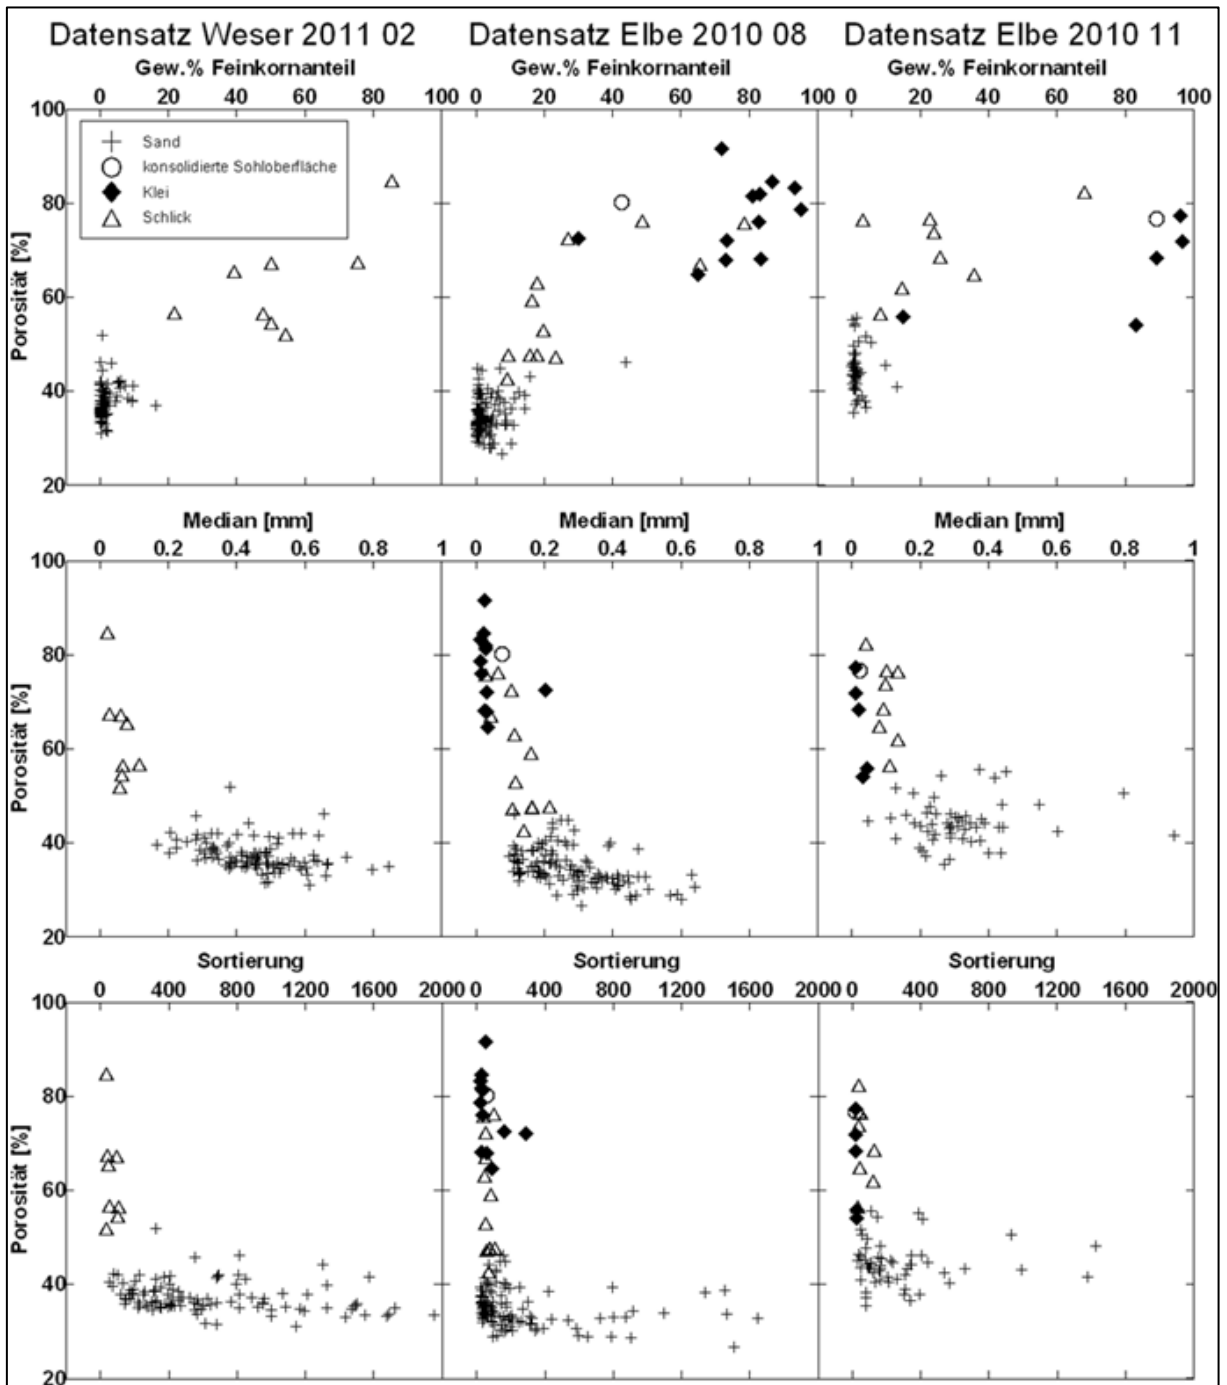 Datensatz Weser 2011 02 Datensatz Elbe 2010 08 Datensatz Elbe 2010 11
Gew.% Feinkornanteil Gew.% Feinkornanteil Gew.% Feinkornanteil
0 20 40 60 80 100 0 20 40 60 80 100 0 20 40 60 80 100
100
Sand
konsolidierte Sohloberfläche
Klei
Schlick
80
60
40
20
Porosität [%]
Median [mm] Median [mm] Median [mm]
0 0.2 0.4 0.6 0.8 1 0 0.2 0.4 0.6 0.8 1 0 0.2 0.4 0.6 0.8 1
100
80
60
40
20
Porosität [%]
Sortierung Sortierung Sortierung
0 400 800 1200 1600 2000 0 400 800 1200 1600 2000 0 400 800 1200 1600 2000
100
80
60
40
20
Porosität [%]